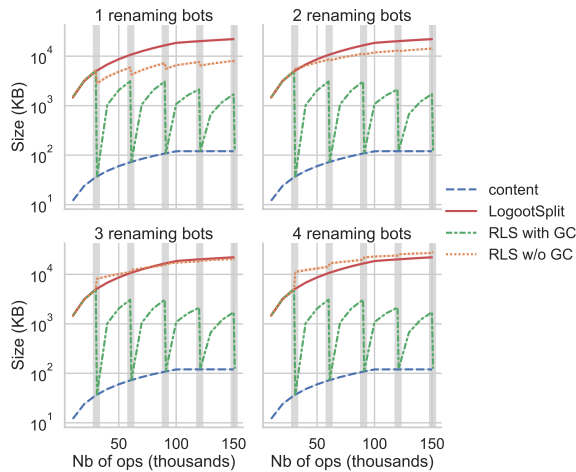 1 renaming bots
2 renaming bots
Size (KB)
10^4
10^3
10^2
10^1
content
LogootSplit
RLS with GC
RLS w/o GC
3 renaming bots
4 renaming bots
Size (KB)
10^4
10^3
10^2
10^1
50 100 150
50 100 150
Nb of ops (thousands)
Nb of ops (thousands)